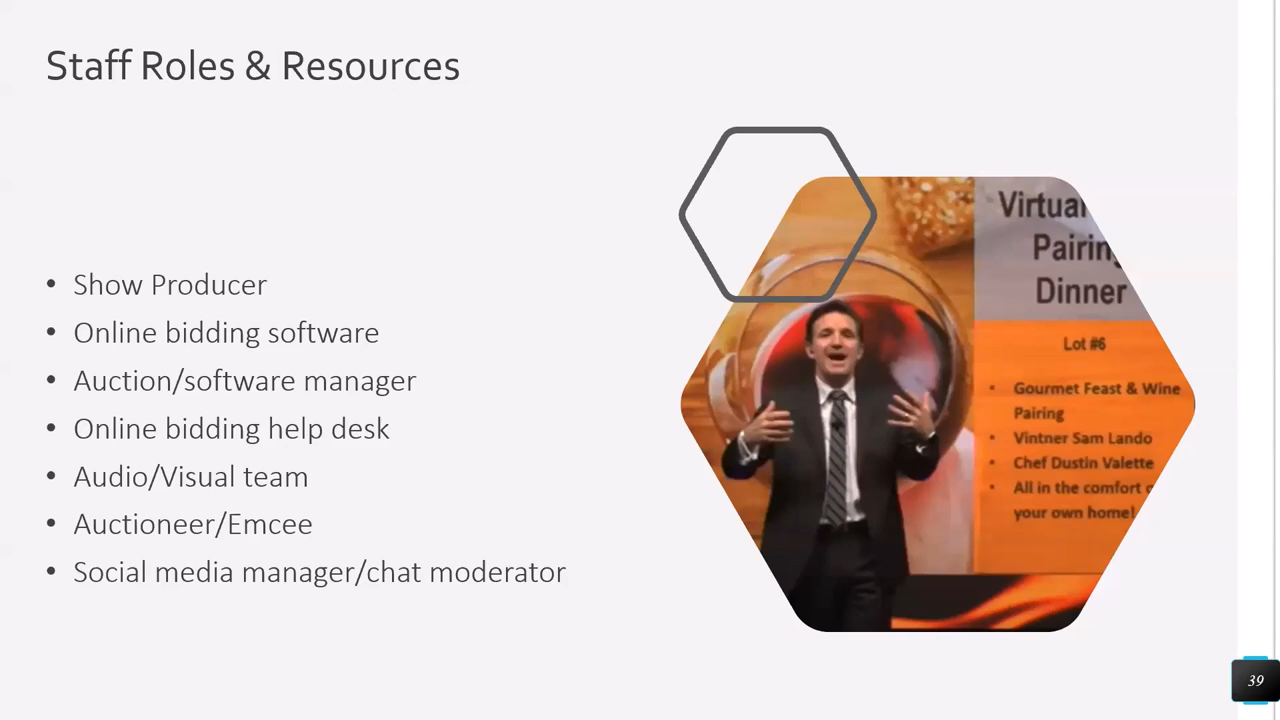 Staff Roles & Resources
• Show Producer
• Online bidding software
• Auction/software manager
• Online bidding help desk
• Audio/Visual team
• Auctioneer/Emcee
• Social media manager/chat moderator
Virtual
Pairing
Dinner
Lot #6
• Gourmet Feast & Wine
Pairing
• Vintner Sam Lando
• Chef Dustin Valette
• All in the comfort
your own home!
39